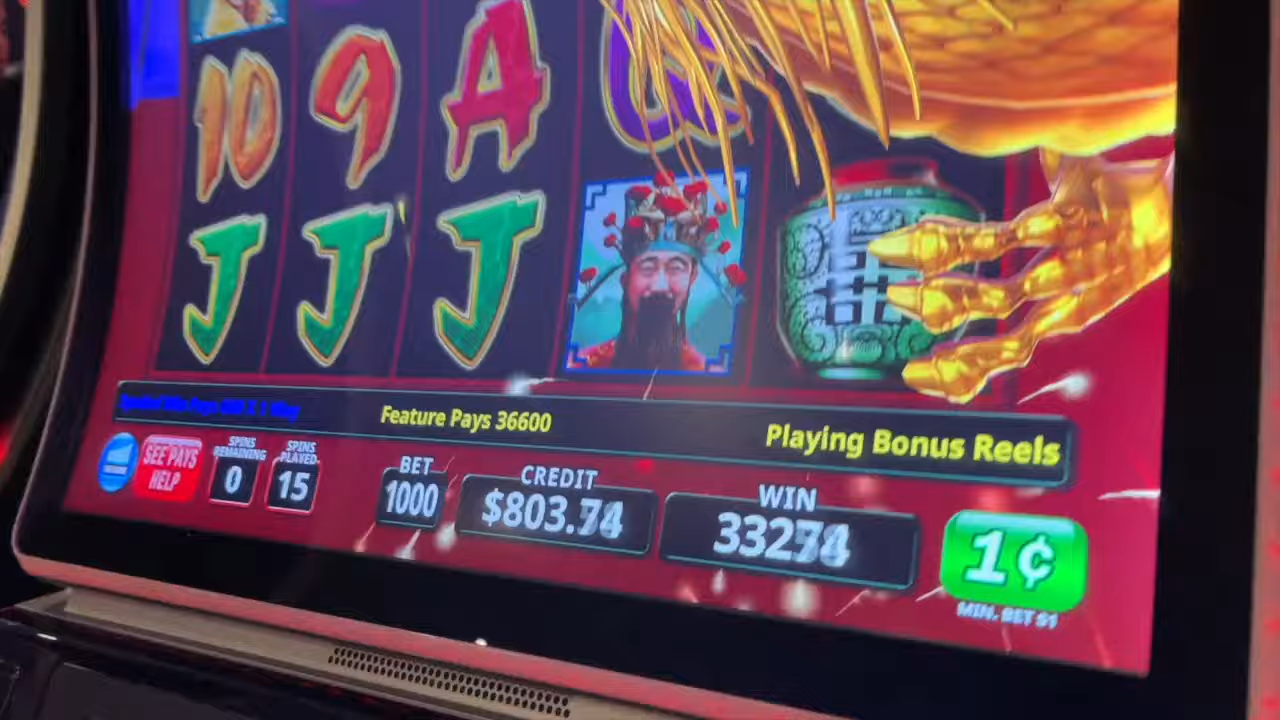 10 9 A
J J J
Feature Pays 36600
Playing Bonus Reels
SEE PAYS
HELP
SPINS
REMAINING
0
SPINS
PLAYED
15
BET
1000
CREDIT
$803.74
WIN
1¢
MIN. BET $1